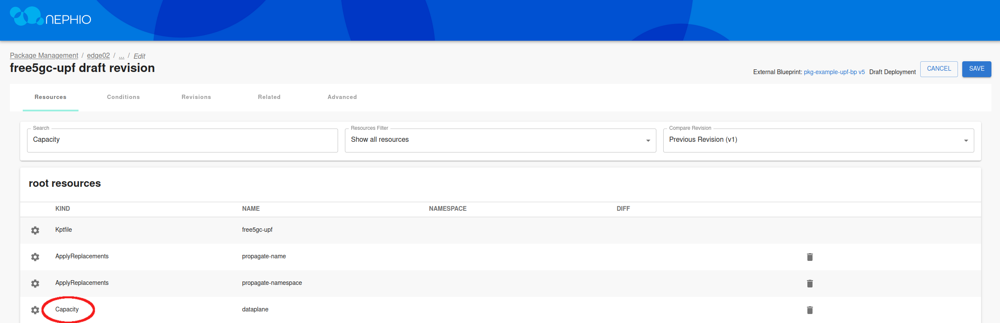 NEPHIO
Package Management / edge02 / ... / Edit
free5gc-upf draft revision
External Blueprint: pkg-example-upf-bp v5 Draft Deployment CANCEL SAVE
Resources Conditions Revisions Related Advanced
Search Resources Filter Compare Revision
Capacity Show all resources Previous Revision (v1)
root resources
KIND NAME NAMESPACE DIFF
Kptfile free5gc-upf
ApplyReplacements propagate-name
ApplyReplacements propagate-namespace
Capacity dataplane